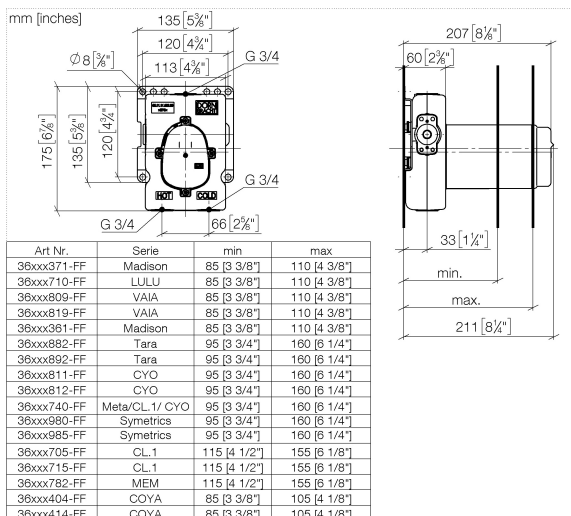 mm [inches]
135 [5⅜"]
120 [4¾"]
113 [4⅜"]
Ø 8 [⅜"]
G 3/4
175 [6⅞"]
135 [5⅜"]
120 [4¾"]
HOT
COLD
G 3/4
G 3/4
66 [2⅝"]
207 [8⅛"]
60 [2⅜"]
33 [1¼"]
min.
max.
211 [8¼"]
Art Nr. Serie min max
36xxx371-FF Madison 85 [3 3/8"] 110 [4 3/8"]
36xxx710-FF LULU 85 [3 3/8"] 110 [4 3/8"]
36xxx809-FF VAIA 85 [3 3/8"] 110 [4 3/8"]
36xxx819-FF VAIA 85 [3 3/8"] 110 [4 3/8"]
36xxx361-FF Madison 85 [3 3/8"] 110 [4 3/8"]
36xxx882-FF Tara 95 [3 3/4"] 160 [6 1/4"]
36xxx892-FF Tara 95 [3 3/4"] 160 [6 1/4"]
36xxx811-FF CYO 95 [3 3/4"] 160 [6 1/4"]
36xxx812-FF CYO 95 [3 3/4"] 160 [6 1/4"]
36xxx740-FF Meta/CL.1/ CYO 95 [3 3/4"] 160 [6 1/4"]
36xxx980-FF Symetrics 95 [3 3/4"] 160 [6 1/4"]
36xxx985-FF Symetrics 95 [3 3/4"] 160 [6 1/4"]
36xxx705-FF CL.1 115 [4 1/2"] 155 [6 1/8"]
36xxx715-FF CL.1 115 [4 1/2"] 155 [6 1/8"]
36xxx782-FF MEM 115 [4 1/2"] 155 [6 1/8"]
36xxx404-FF COYA 85 [3 3/8"] 105 [4 1/8"]
36xxx414-FF COYA 85 [3 3/8"] 105 [4 1/8"]